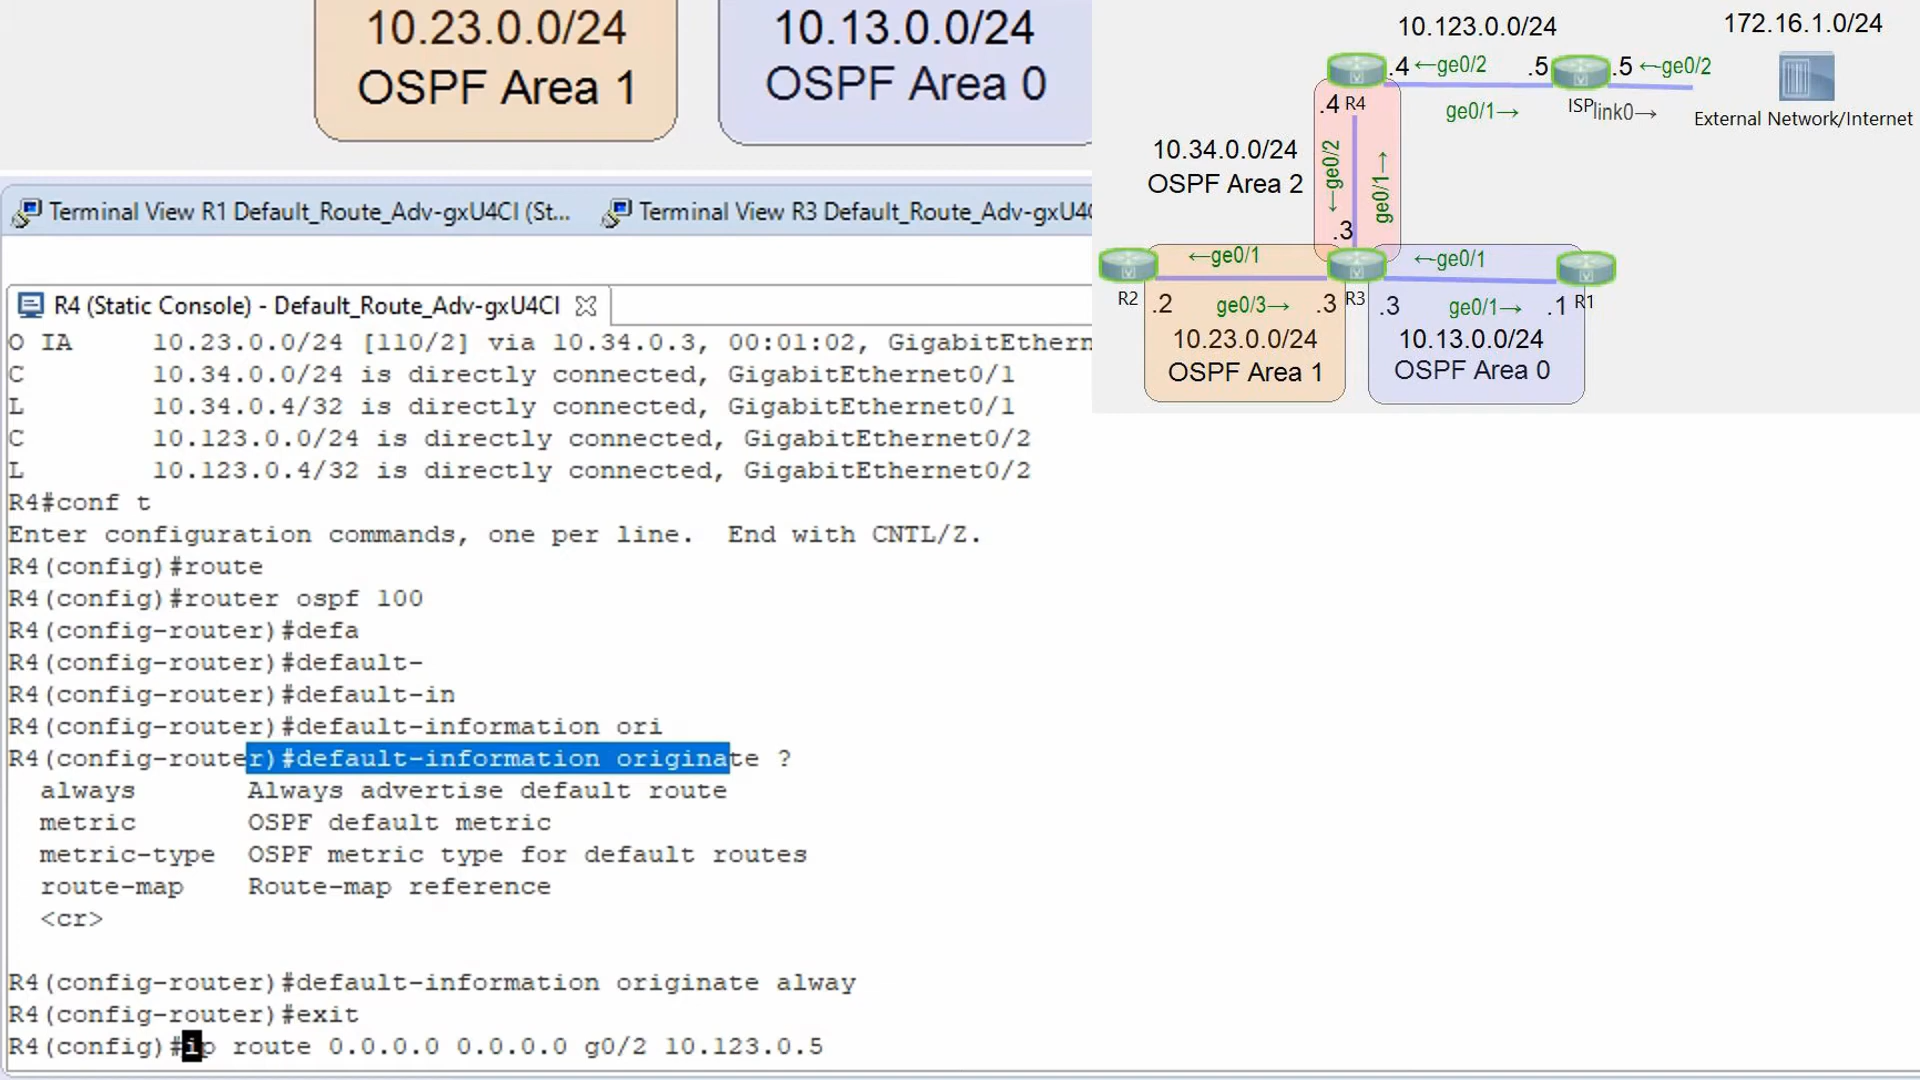 10.23.0.0/24
OSPF Area 1
10.13.0.0/24
OSPF Area 0
10.123.0.0/24
172.16.1.0/24
.4 ←ge0/2
.5
.5 ←ge0/2
.4 R4
ge0/1→
ISP
link0→
External Network/Internet
10.34.0.0/24
OSPF Area 2
←ge0/2
ge0/1→
.3
←ge0/1
←ge0/1
R2
.2
ge0/3→
.3
R3
.3
ge0/1→
.1
R1
10.23.0.0/24
OSPF Area 1
10.13.0.0/24
OSPF Area 0
Terminal View R1 Default_Route_Adv-gxU4CI (St...
Terminal View R3 Default_Route_Adv-gxU4
R4 (Static Console) - Default_Route_Adv-gxU4CI
O IA 10.23.0.0/24 [110/2] via 10.34.0.3, 00:01:02, GigabitEthern
C 10.34.0.0/24 is directly connected, GigabitEthernet0/1
L 10.34.0.4/32 is directly connected, GigabitEthernet0/1
C 10.123.0.0/24 is directly connected, GigabitEthernet0/2
L 10.123.0.4/32 is directly connected, GigabitEthernet0/2
R4#conf t
Enter configuration commands, one per line. End with CNTL/Z.
R4(config)#route
R4(config)#router ospf 100
R4(config-router)#defa
R4(config-router)#default-
R4(config-router)#default-in
R4(config-router)#default-information ori
R4(config-router)#default-information originate ?
always Always advertise default route
metric OSPF default metric
metric-type OSPF metric type for default routes
route-map Route-map reference
<cr>
R4(config-router)#default-information originate alway
R4(config-router)#exit
R4(config)#ip route 0.0.0.0 0.0.0.0 g0/2 10.123.0.5